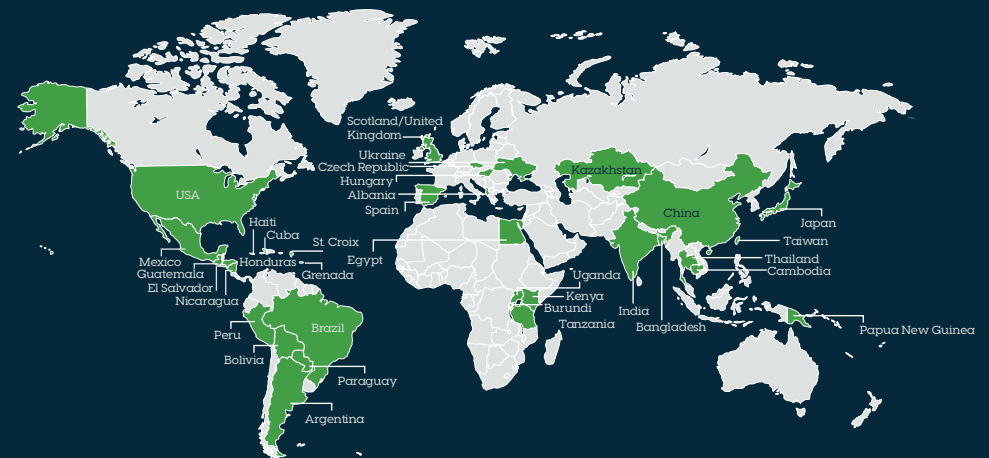 Scotland/United
Kingdom
Ukraine
Czech Republic
Hungary
Albania
Spain
Kazakhstan
USA
China
Haiti
Cuba
St. Croix
Japan
Taiwan
Mexico
Honduras
Egypt
Thailand
Guatemala
Grenada
Uganda
Cambodia
El Salvador
Nicaragua
Kenya
Burundi
India
Tanzania
Bangladesh
Brazil
Peru
Papua New Guinea
Bolivia
Paraguay
Argentina